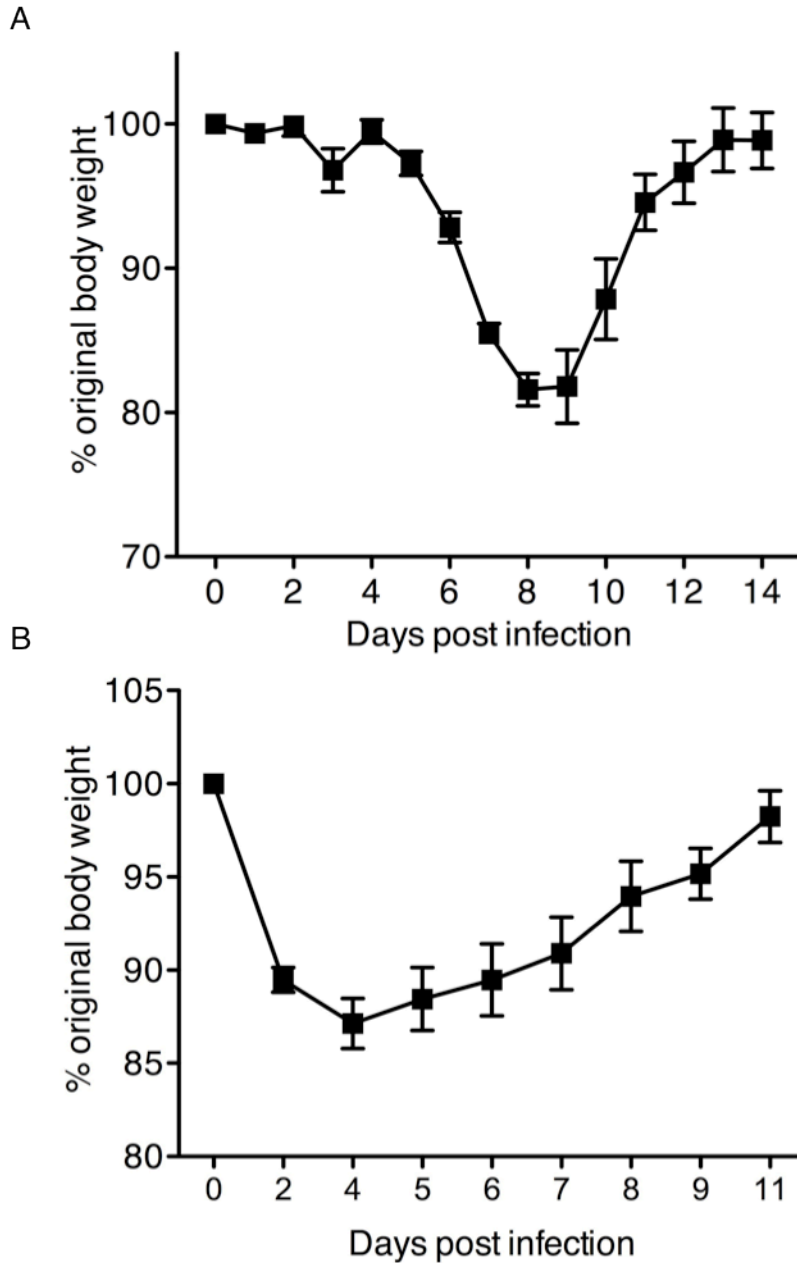 A
% original body weight
100
90
80
70
0 2 4 6 8 10 12 14
Days post infection
B
% original body weight
105
100
95
90
85
80
0 2 4 5 6 7 8 9 11
Days post infection